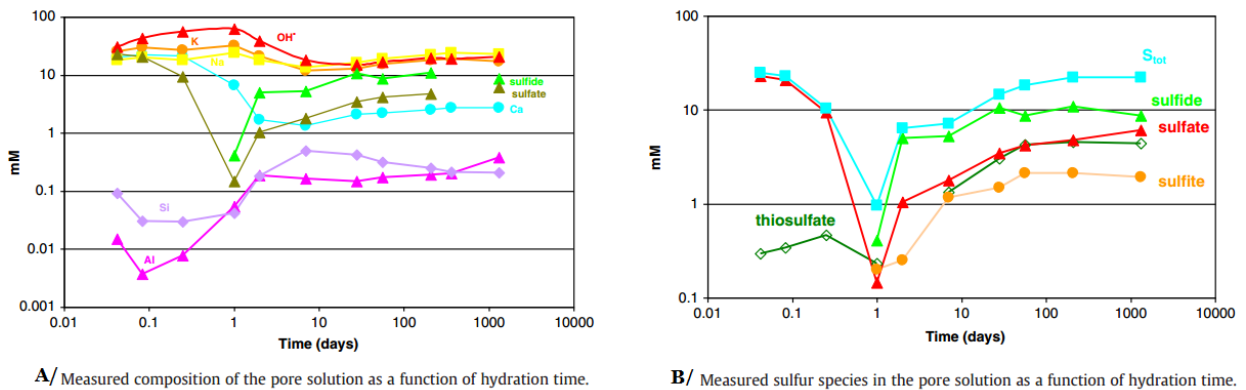 100
10
1
0.1
0.01
0.001
mM
0.01
0.1
1
10
100
1000
10000
Time (days)
OH-
K
Na
sulfide
sulfate
Ca
Si
Al
A/ Measured composition of the pore solution as a function of hydration time.
100
10
1
0.1
mM
0.01
0.1
1
10
100
1000
10000
Time (days)
Stot
sulfide
sulfate
sulfite
thiosulfate
B/ Measured sulfur species in the pore solution as a function of hydration time.